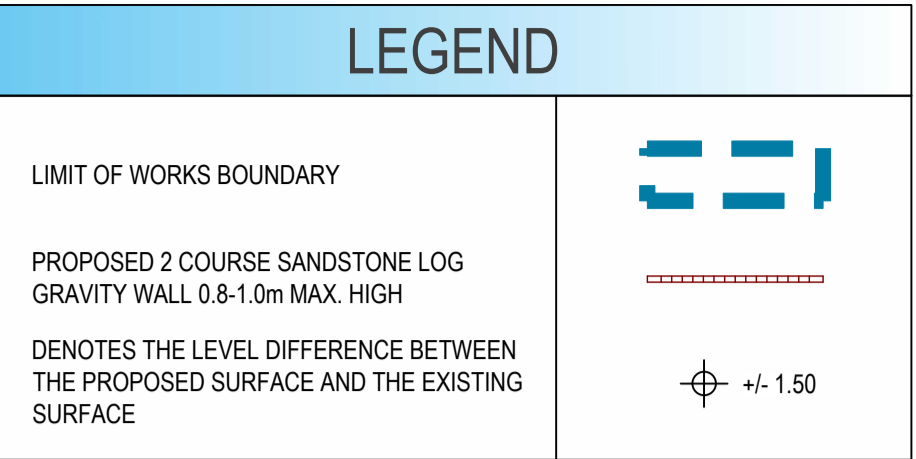 LEGEND
LIMIT OF WORKS BOUNDARY
PROPOSED 2 COURSE SANDSTONE LOG
GRAVITY WALL 0.8-1.0m MAX. HIGH
DENOTES THE LEVEL DIFFERENCE BETWEEN
THE PROPOSED SURFACE AND THE EXISTING
SURFACE
+/- 1.50